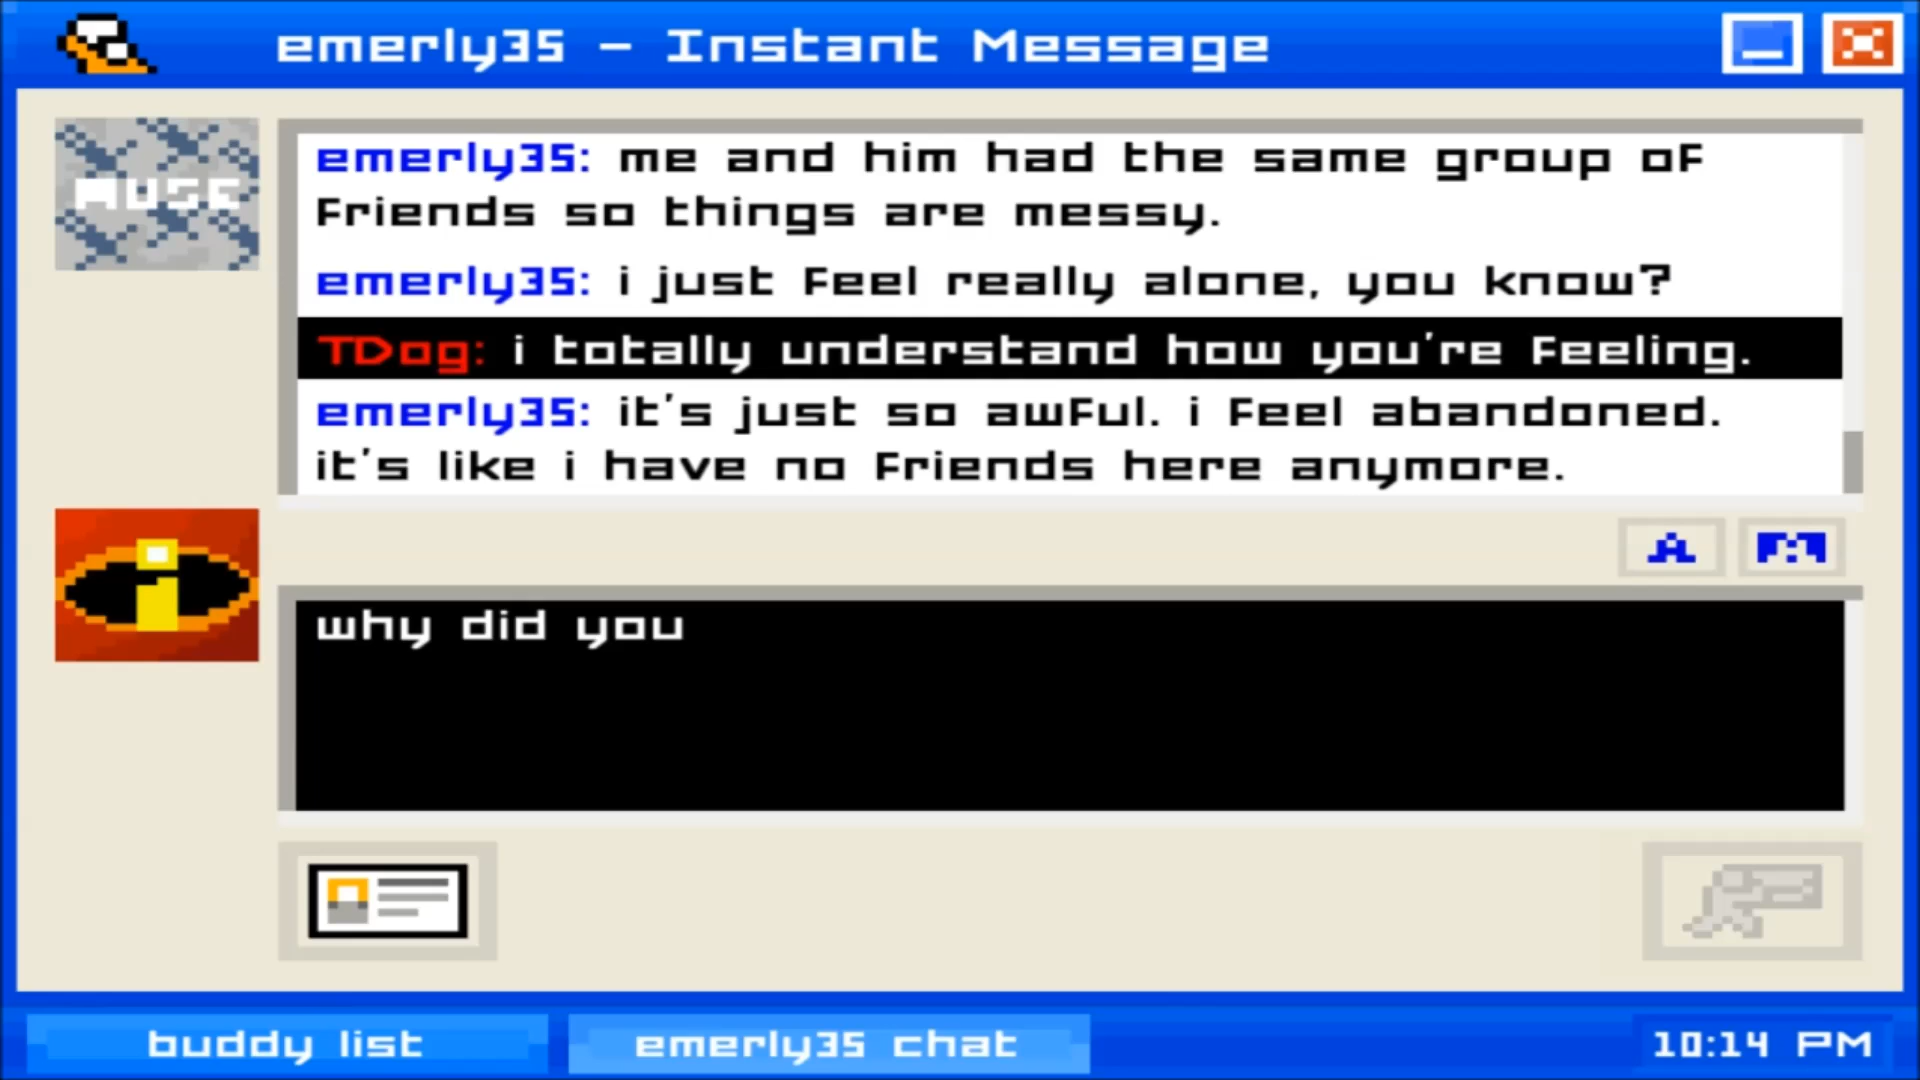 emerly35 - Instant Message
MUSE
emerly35: me and him had the same group of
friends so things are messy.
emerly35: i just feel really alone, you know?
TDog: i totally understand how you're feeling.
emerly35: it's just so awful. i feel abandoned.
it's like i have no friends here anymore.
i
A
why did you
buddy list
emerly35 chat
10:14 PM